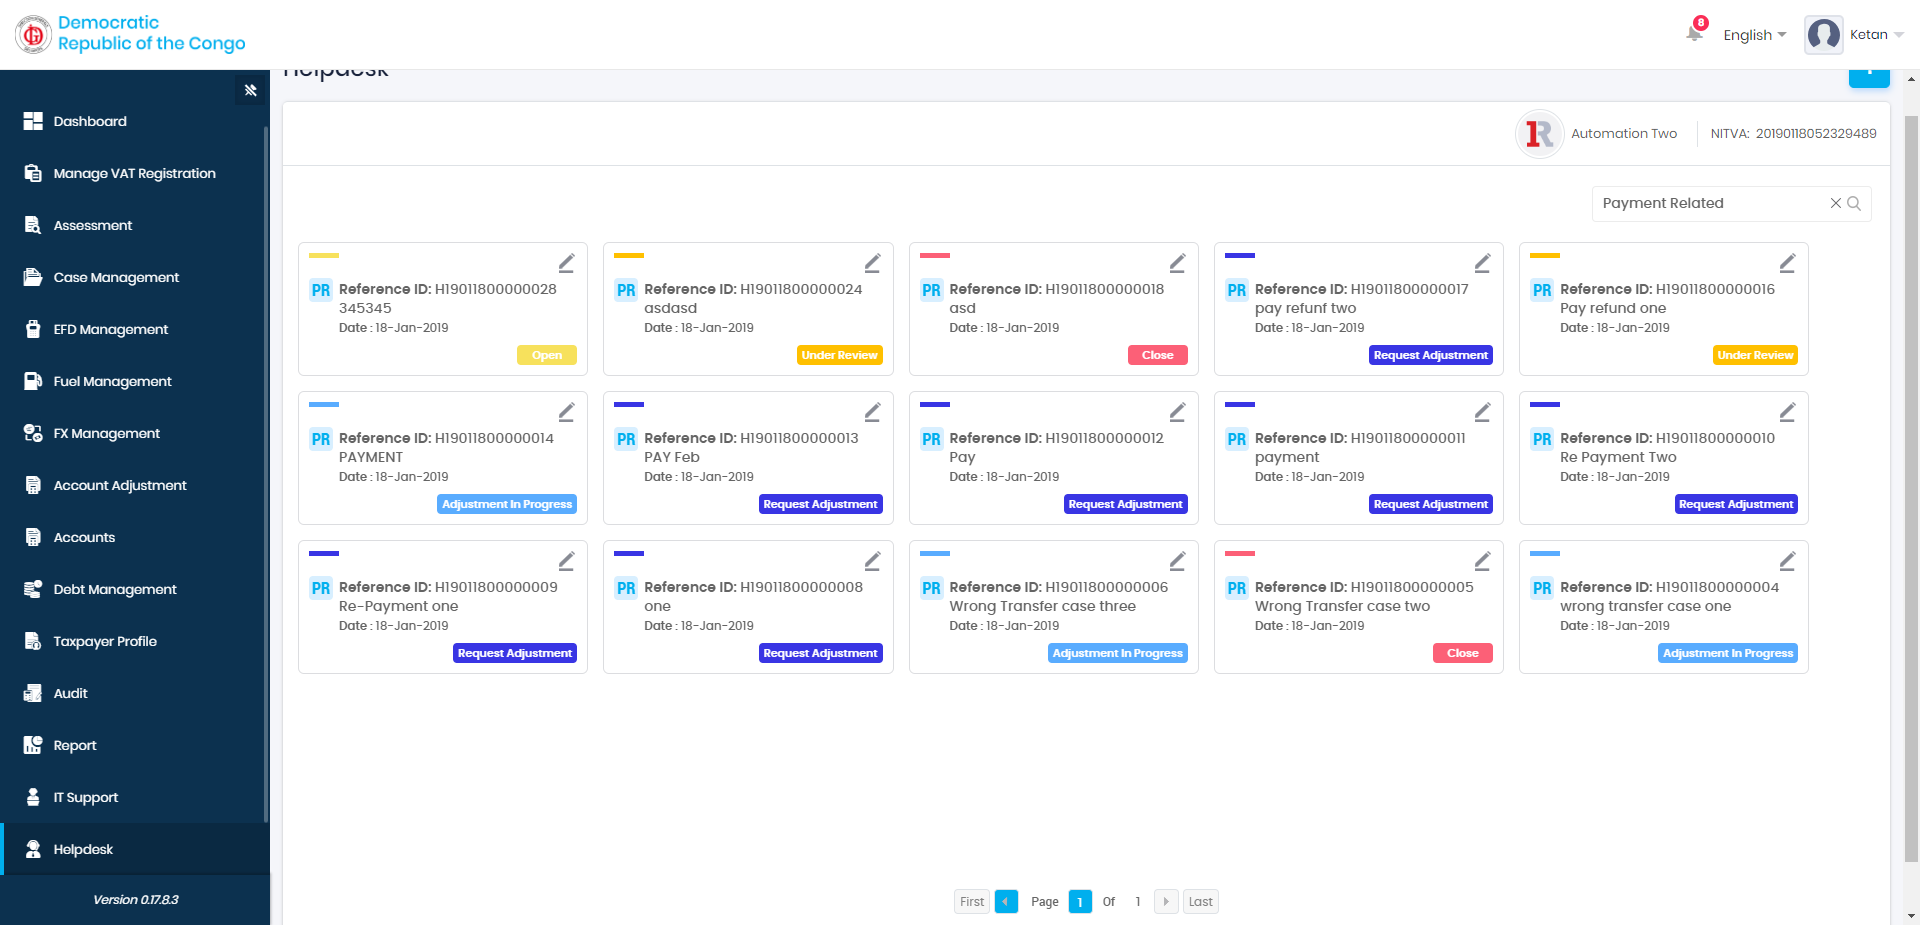 Democratic
Republic of the Congo
8
English
Ketan
Helpdesk
Dashboard
Manage VAT Registration
Assessment
Case Management
EFD Management
Fuel Management
FX Management
Account Adjustment
Accounts
Debt Management
Taxpayer Profile
Audit
Report
IT Support
Helpdesk
Version 0.17.8.3
1R Automation Two
NITVA: 20190118052329489
Payment Related
PR Reference ID: H19011800000028
345345
Date : 18-Jan-2019
Open
PR Reference ID: H19011800000024
asdasd
Date : 18-Jan-2019
Under Review
PR Reference ID: H19011800000018
asd
Date : 18-Jan-2019
Close
PR Reference ID: H19011800000017
pay refunf two
Date : 18-Jan-2019
Request Adjustment
PR Reference ID: H19011800000016
Pay refund one
Date : 18-Jan-2019
Under Review
PR Reference ID: H19011800000014
PAYMENT
Date : 18-Jan-2019
Adjustment In Progress
PR Reference ID: H19011800000013
PAY Feb
Date : 18-Jan-2019
Request Adjustment
PR Reference ID: H19011800000012
Pay
Date : 18-Jan-2019
Request Adjustment
PR Reference ID: H19011800000011
payment
Date : 18-Jan-2019
Request Adjustment
PR Reference ID: H19011800000010
Re Payment Two
Date : 18-Jan-2019
Request Adjustment
PR Reference ID: H19011800000009
Re-Payment one
Date : 18-Jan-2019
Request Adjustment
PR Reference ID: H19011800000008
one
Date : 18-Jan-2019
Request Adjustment
PR Reference ID: H19011800000006
Wrong Transfer case three
Date : 18-Jan-2019
Adjustment In Progress
PR Reference ID: H19011800000005
Wrong Transfer case two
Date : 18-Jan-2019
Close
PR Reference ID: H19011800000004
wrong transfer case one
Date : 18-Jan-2019
Adjustment In Progress
First Page 1 Of 1 Last